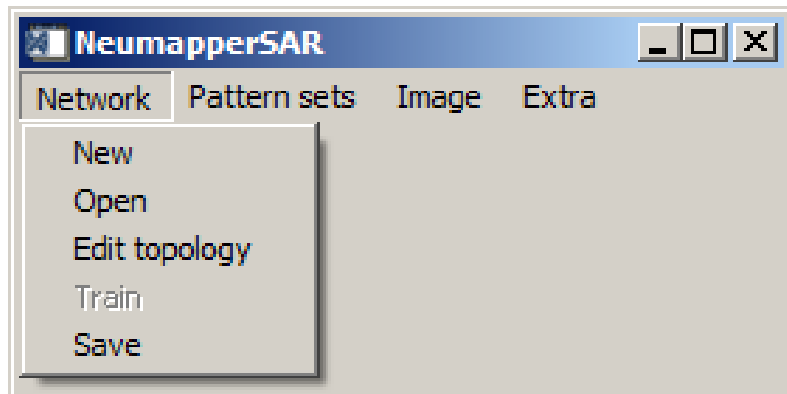 NeumapperSAR
Network Pattern sets Image Extra
New
Open
Edit topology
Train
Save